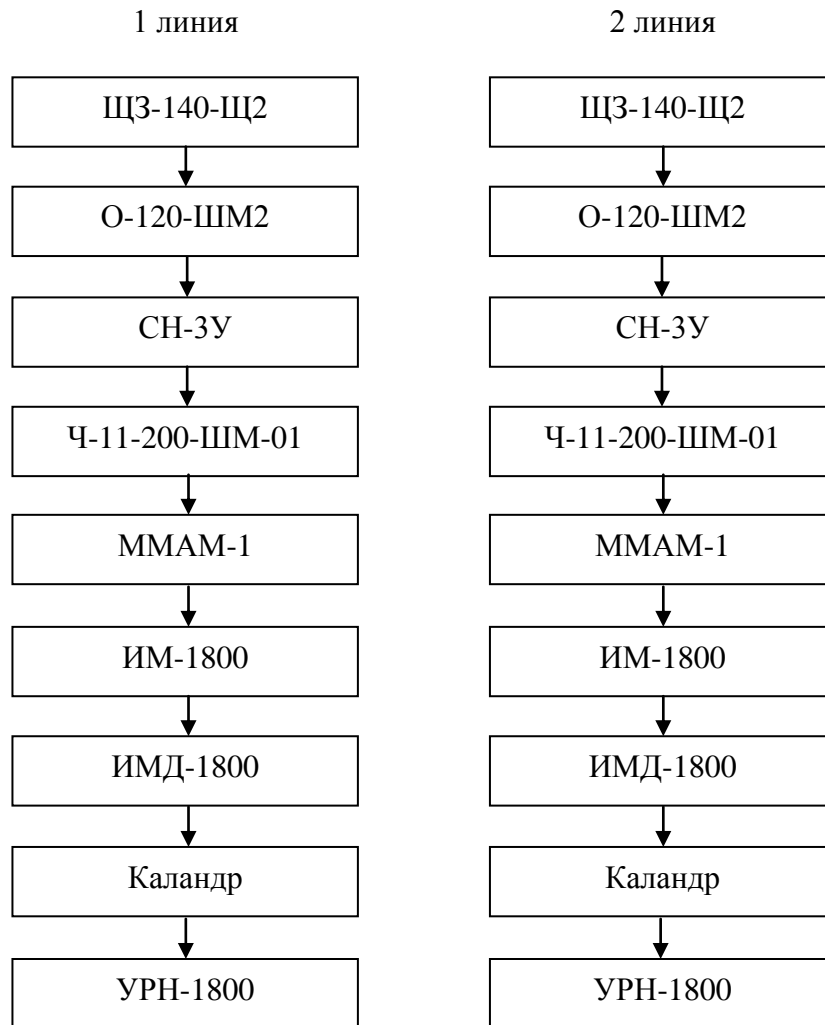 1 линия
ЩЗ-140-Щ2
О-120-ШМ2
СН-3У
Ч-11-200-ШМ-01
ММАМ-1
ИМ-1800
ИМД-1800
Каландр
УРН-1800
2 линия
ЩЗ-140-Щ2
О-120-ШМ2
СН-3У
Ч-11-200-ШМ-01
ММАМ-1
ИМ-1800
ИМД-1800
Каландр
УРН-1800